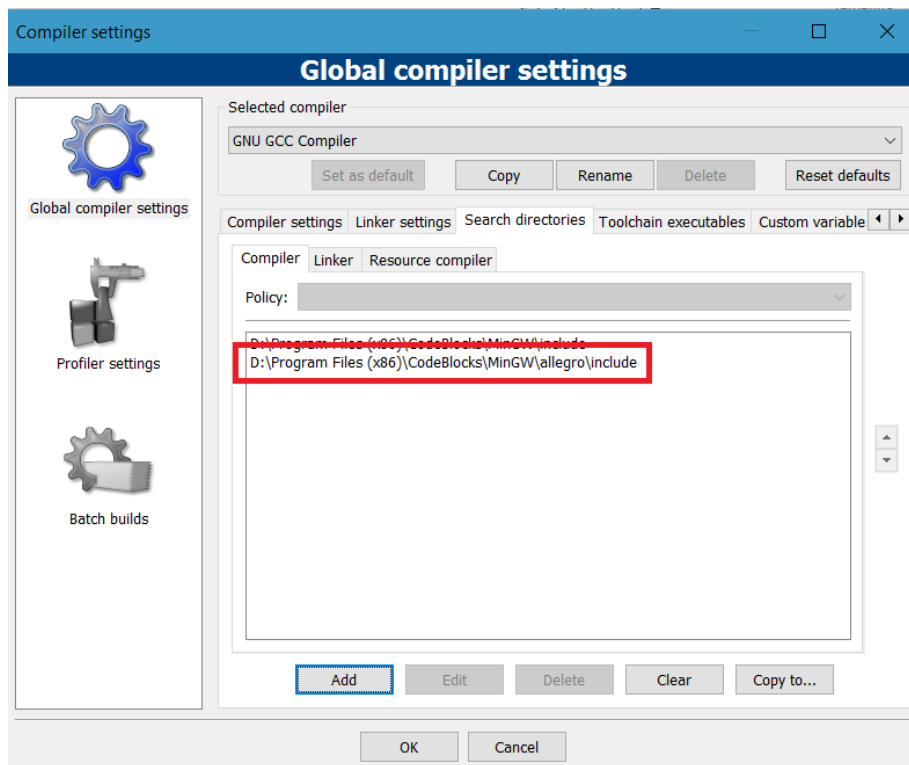 Compiler settings
Global compiler settings
Global compiler settings
Profiler settings
Batch builds
Selected compiler
GNU GCC Compiler
Set as default Copy Rename Delete Reset defaults
Compiler settings Linker settings Search directories Toolchain executables Custom variable
Compiler Linker Resource compiler
Policy:
D:\Program Files (x86)\CodeBlocks\MinGW\include
D:\Program Files (x86)\CodeBlocks\MinGW\allegro\include
Add Edit Delete Clear Copy to...
OK Cancel